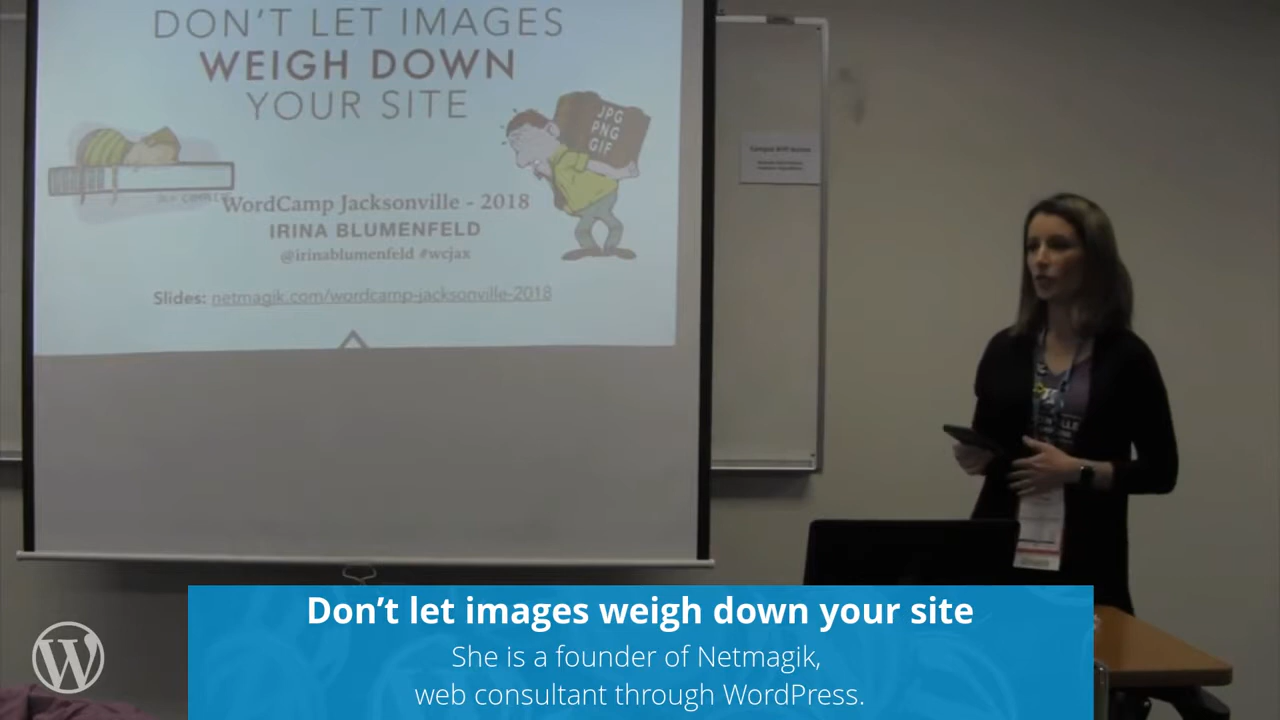 DON'T LET IMAGES
WEIGH DOWN
YOUR SITE
JPG
PNG
GIF
WordCamp Jacksonville - 2018
IRINA BLUMENFELD
@irinablumenfeld #wcjax
Slides: netmagik.com/wordcamp-jacksonville-2018
Don’t let images weigh down your site
She is a founder of Netmagik,
web consultant through WordPress.